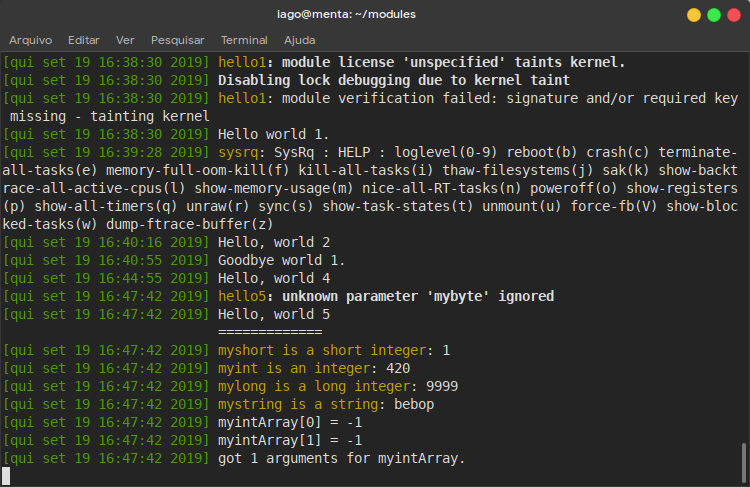 iago@menta: ~/modules
Arquivo Editar Ver Pesquisar Terminal Ajuda
[qui set 19 16:38:30 2019] hello1: module license 'unspecified' taints kernel.
[qui set 19 16:38:30 2019] Disabling lock debugging due to kernel taint
[qui set 19 16:38:30 2019] hello1: module verification failed: signature and/or required key
missing - tainting kernel
[qui set 19 16:38:30 2019] Hello world 1.
[qui set 19 16:39:28 2019] sysrq: SysRq : HELP : loglevel(0-9) reboot(b) crash(c) terminate-
all-tasks(e) memory-full-oom-kill(f) kill-all-tasks(i) thaw-filesystems(j) sak(k) show-backt
race-all-active-cpus(l) show-memory-usage(m) nice-all-RT-tasks(n) poweroff(o) show-registers
(p) show-all-timers(q) unraw(r) sync(s) show-task-states(t) unmount(u) force-fb(V) show-bloc
ked-tasks(w) dump-ftrace-buffer(z)
[qui set 19 16:40:16 2019] Hello, world 2
[qui set 19 16:40:55 2019] Goodbye world 1.
[qui set 19 16:44:55 2019] Hello, world 4
[qui set 19 16:47:42 2019] hello5: unknown parameter 'mybyte' ignored
[qui set 19 16:47:42 2019] Hello, world 5
=============
[qui set 19 16:47:42 2019] myshort is a short integer: 1
[qui set 19 16:47:42 2019] myint is an integer: 420
[qui set 19 16:47:42 2019] mylong is a long integer: 9999
[qui set 19 16:47:42 2019] mystring is a string: bebop
[qui set 19 16:47:42 2019] myintArray[0] = -1
[qui set 19 16:47:42 2019] myintArray[1] = -1
[qui set 19 16:47:42 2019] got 1 arguments for myintArray.